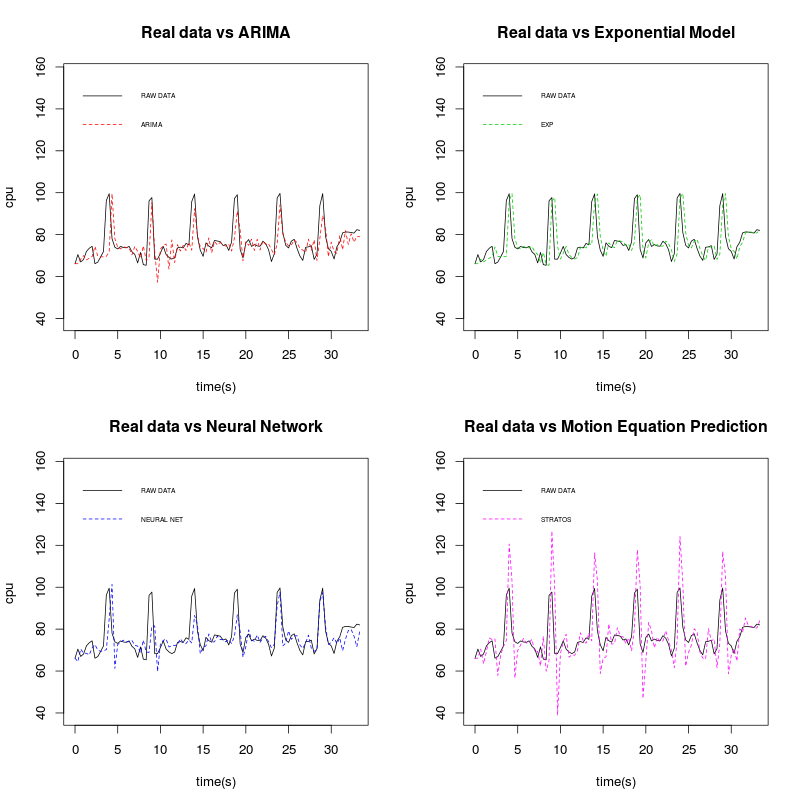 Real data vs ARIMA
160
140
120
100
80
60
40
cpu
RAW DATA
ARIMA
0 5 10 15 20 25 30
time(s)
Real data vs Exponential Model
160
140
120
100
80
60
40
cpu
RAW DATA
EXP
0 5 10 15 20 25 30
time(s)
Real data vs Neural Network
160
140
120
100
80
60
40
cpu
RAW DATA
NEURAL NET
0 5 10 15 20 25 30
time(s)
Real data vs Motion Equation Prediction
160
140
120
100
80
60
40
cpu
RAW DATA
STRATOS
0 5 10 15 20 25 30
time(s)